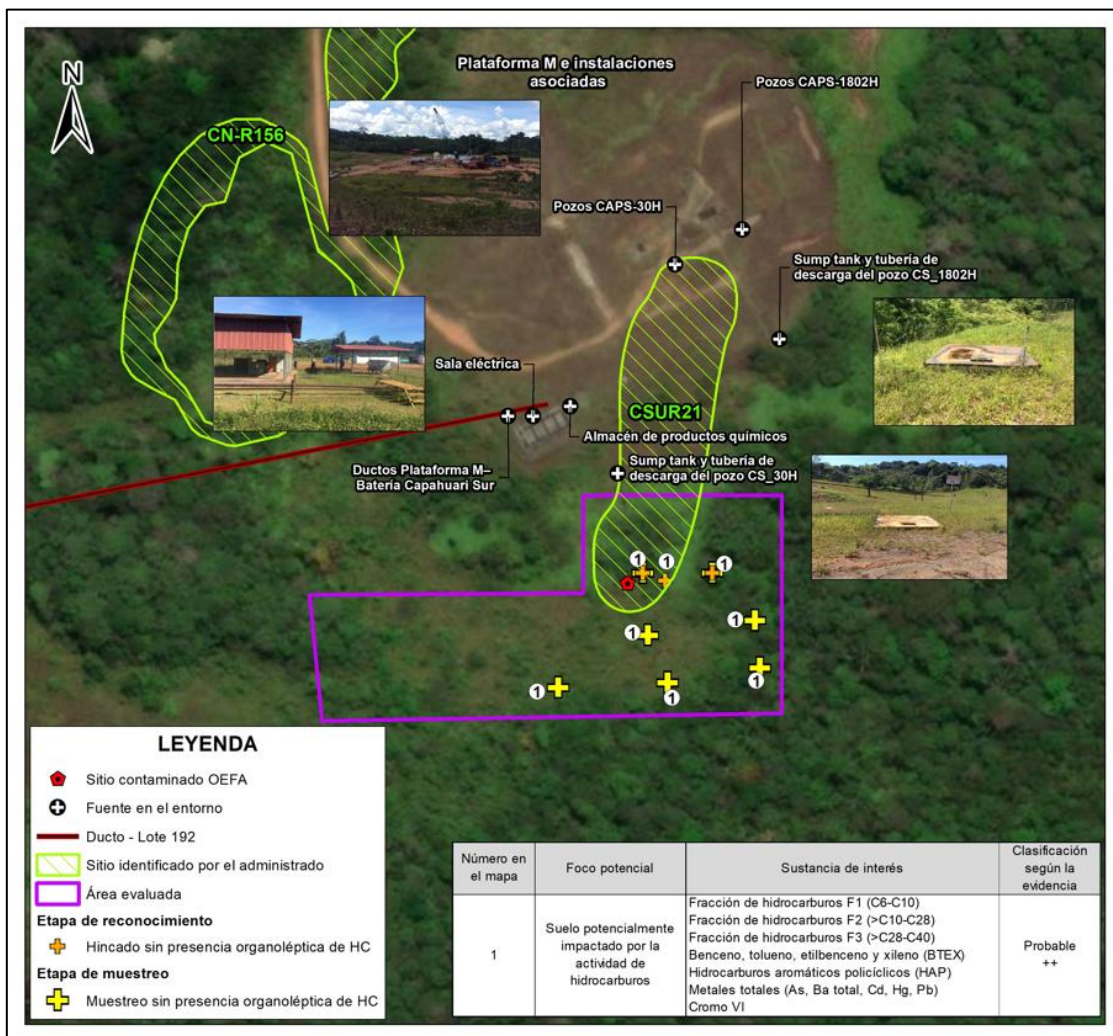 N
Plataforma M e instalaciones
asociadas
Pozos CAPS-1802H
CN-R156
Pozos CAPS-30H
Sump tank y tubería de
descarga del pozo CS_1802H
Sala eléctrica
CSUR21
Almacén de productos químicos
Ductos Plataforma M–
Batería Capahuari Sur
Sump tank y tubería de
descarga del pozo CS_30H
1
1
1
1
1
1
1
1
LEYENDA
Sitio contaminado OEFA
Fuente en el entorno
Ducto - Lote 192
Sitio identificado por el administrado
Área evaluada
Etapa de reconocimiento
Hincado sin presencia organoléptica de HC
Etapa de muestreo
Muestreo sin presencia organoléptica de HC
Número en
el mapa
Foco potencial
Sustancia de interés
Clasificación
según la
evidencia
1
Suelo potencialmente
impactado por la
actividad de
hidrocarburos
Fracción de hidrocarburos F1 (C6-C10)
Fracción de hidrocarburos F2 (>C10-C28)
Fracción de hidrocarburos F3 (>C28-C40)
Benceno, tolueno, etilbenceno y xileno (BTEX)
Hidrocarburos aromáticos policíclicos (HAP)
Metales totales (As, Ba total, Cd, Hg, Pb)
Cromo VI
Probable
++